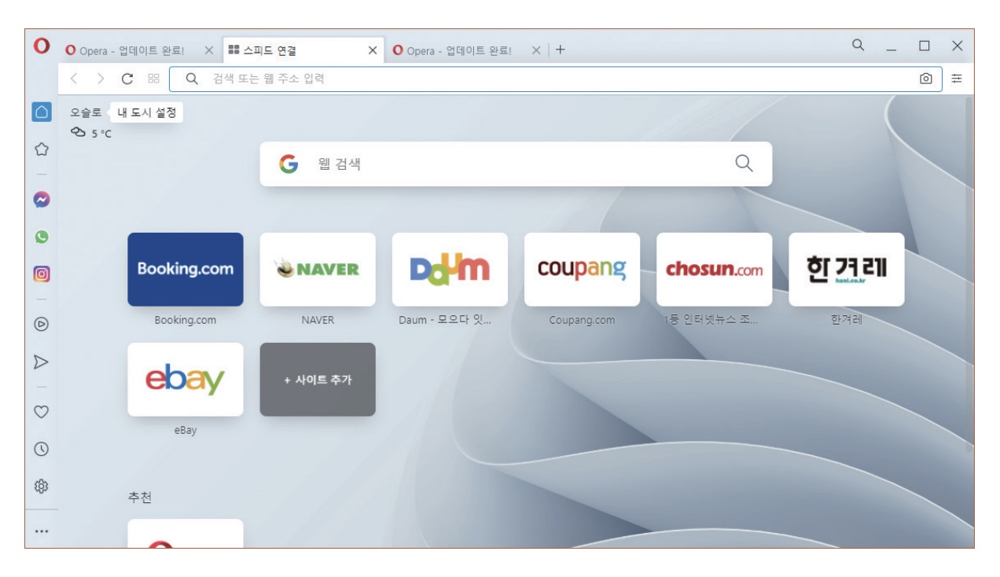 Opera - 업데이트 완료!
스피드 연결
Opera - 업데이트 완료!
검색 또는 웹 주소 입력
오슬로
내 도시 설정
5 °C
웹 검색
Booking.com
NAVER
Daum
coupang
chosun.com
한겨레
hani.co.kr
Booking.com
NAVER
Daum - 모으다 잇...
Coupang.com
1등 인터넷뉴스 조...
한겨레
ebay
+ 사이트 추가
eBay
추천